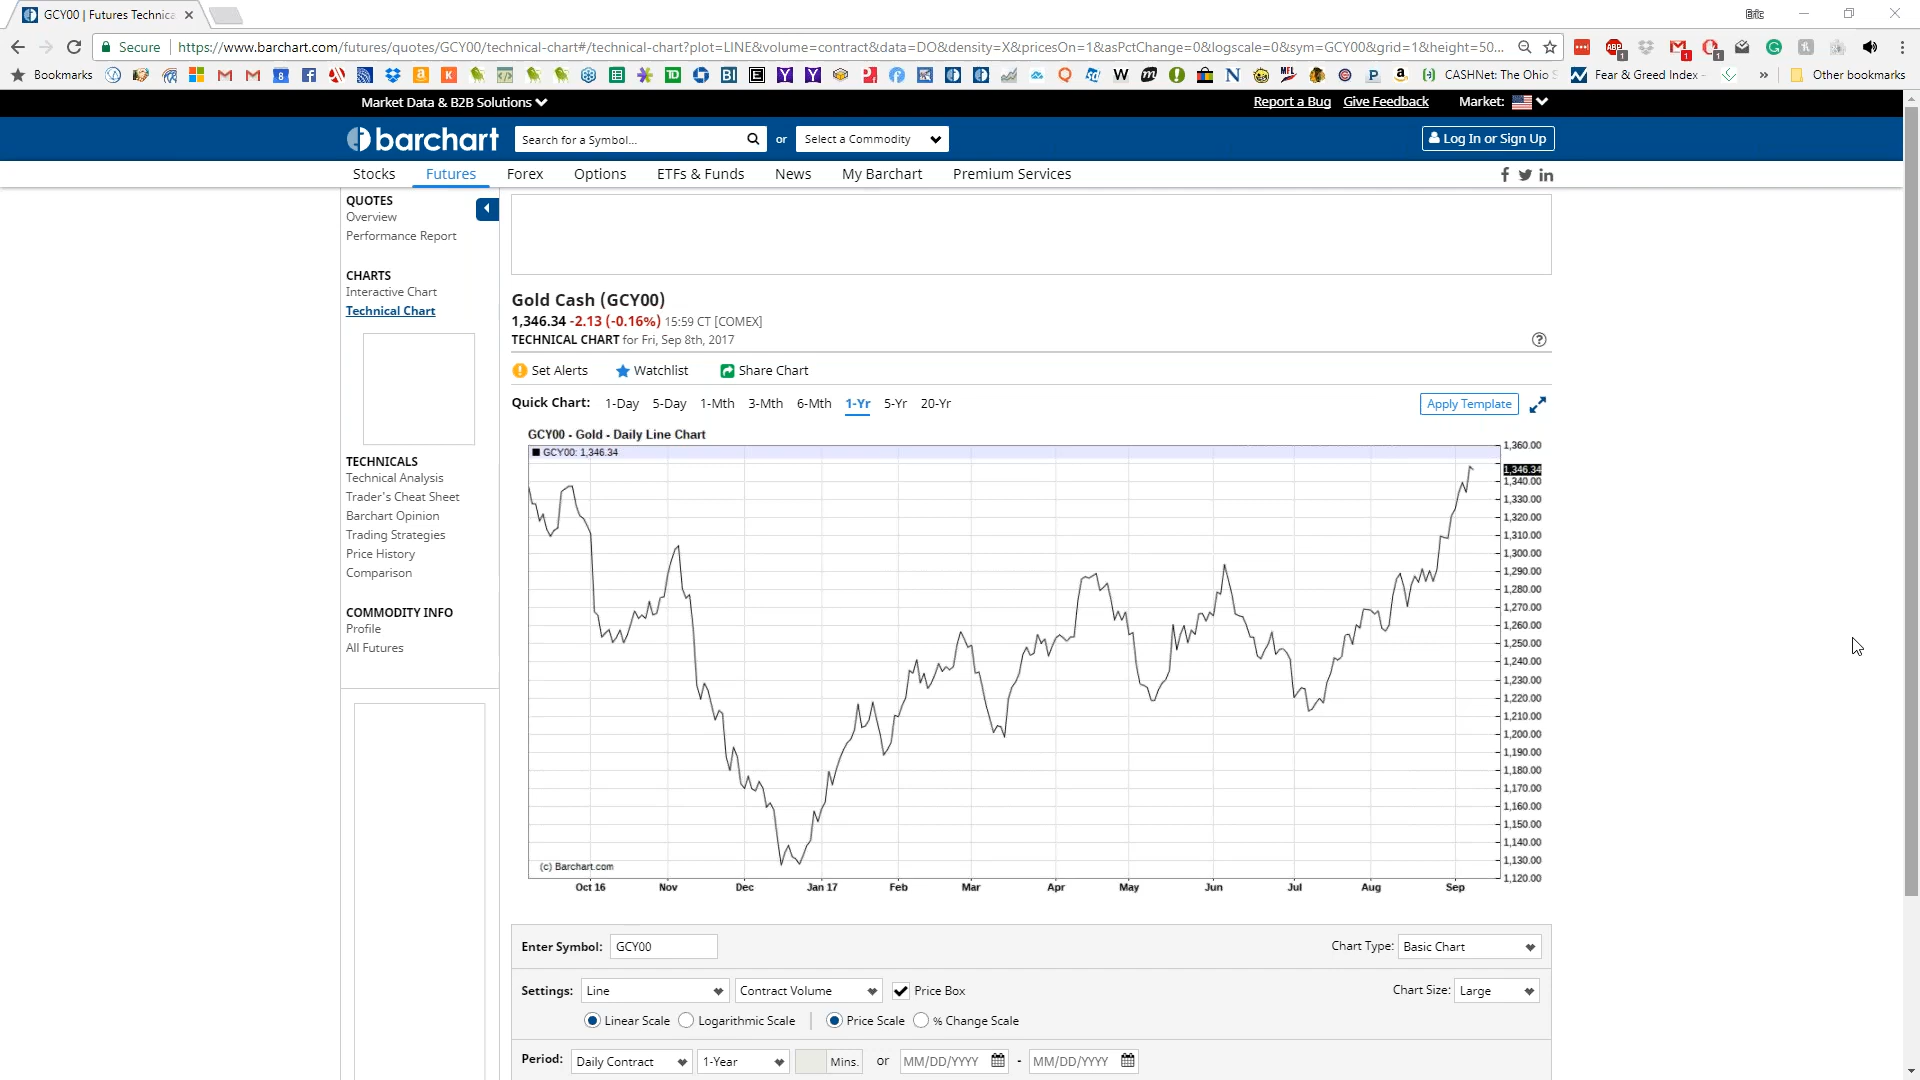 GCY00 | Futures Technica
Eric
Secure
https://www.barchart.com/futures/quotes/GCY00/technical-chart#/technical-chart?plot=LINE&volume=contract&data=DO&density=X&pricesOn=1&asPctChange=0&logscale=0&sym=GCY00&grid=1&height=50...
Bookmarks
CASHNet: The Ohio S
Fear & Greed Index -
Other bookmarks
Market Data & B2B Solutions
Report a Bug
Give Feedback
Market:
barchart
Search for a Symbol...
or
Select a Commodity
Log In or Sign Up
Stocks
Futures
Forex
Options
ETFs & Funds
News
My Barchart
Premium Services
QUOTES
Overview
Performance Report
CHARTS
Interactive Chart
Technical Chart
TECHNICALS
Technical Analysis
Trader's Cheat Sheet
Barchart Opinion
Trading Strategies
Price History
Comparison
COMMODITY INFO
Profile
All Futures
Gold Cash (GCY00)
1,346.34 -2.13 (-0.16%) 15:59 CT [COMEX]
TECHNICAL CHART for Fri, Sep 8th, 2017
Set Alerts
Watchlist
Share Chart
Quick Chart: 1-Day 5-Day 1-Mth 3-Mth 6-Mth 1-Yr 5-Yr 20-Yr
Apply Template
GCY00 - Gold - Daily Line Chart
GCY00: 1,346.34
1,360.00
1,346.34
1,340.00
1,330.00
1,320.00
1,310.00
1,300.00
1,290.00
1,280.00
1,270.00
1,260.00
1,250.00
1,240.00
1,230.00
1,220.00
1,210.00
1,200.00
1,190.00
1,180.00
1,170.00
1,160.00
1,150.00
1,140.00
1,130.00
1,120.00
(c) Barchart.com
Oct 16 Nov Dec Jan 17 Feb Mar Apr May Jun Jul Aug Sep
Enter Symbol: GCY00
Chart Type: Basic Chart
Settings: Line
Contract Volume
Price Box
Chart Size: Large
Linear Scale
Logarithmic Scale
Price Scale
% Change Scale
Period: Daily Contract
1-Year
Mins.
or
MM/DD/YYYY - MM/DD/YYYY